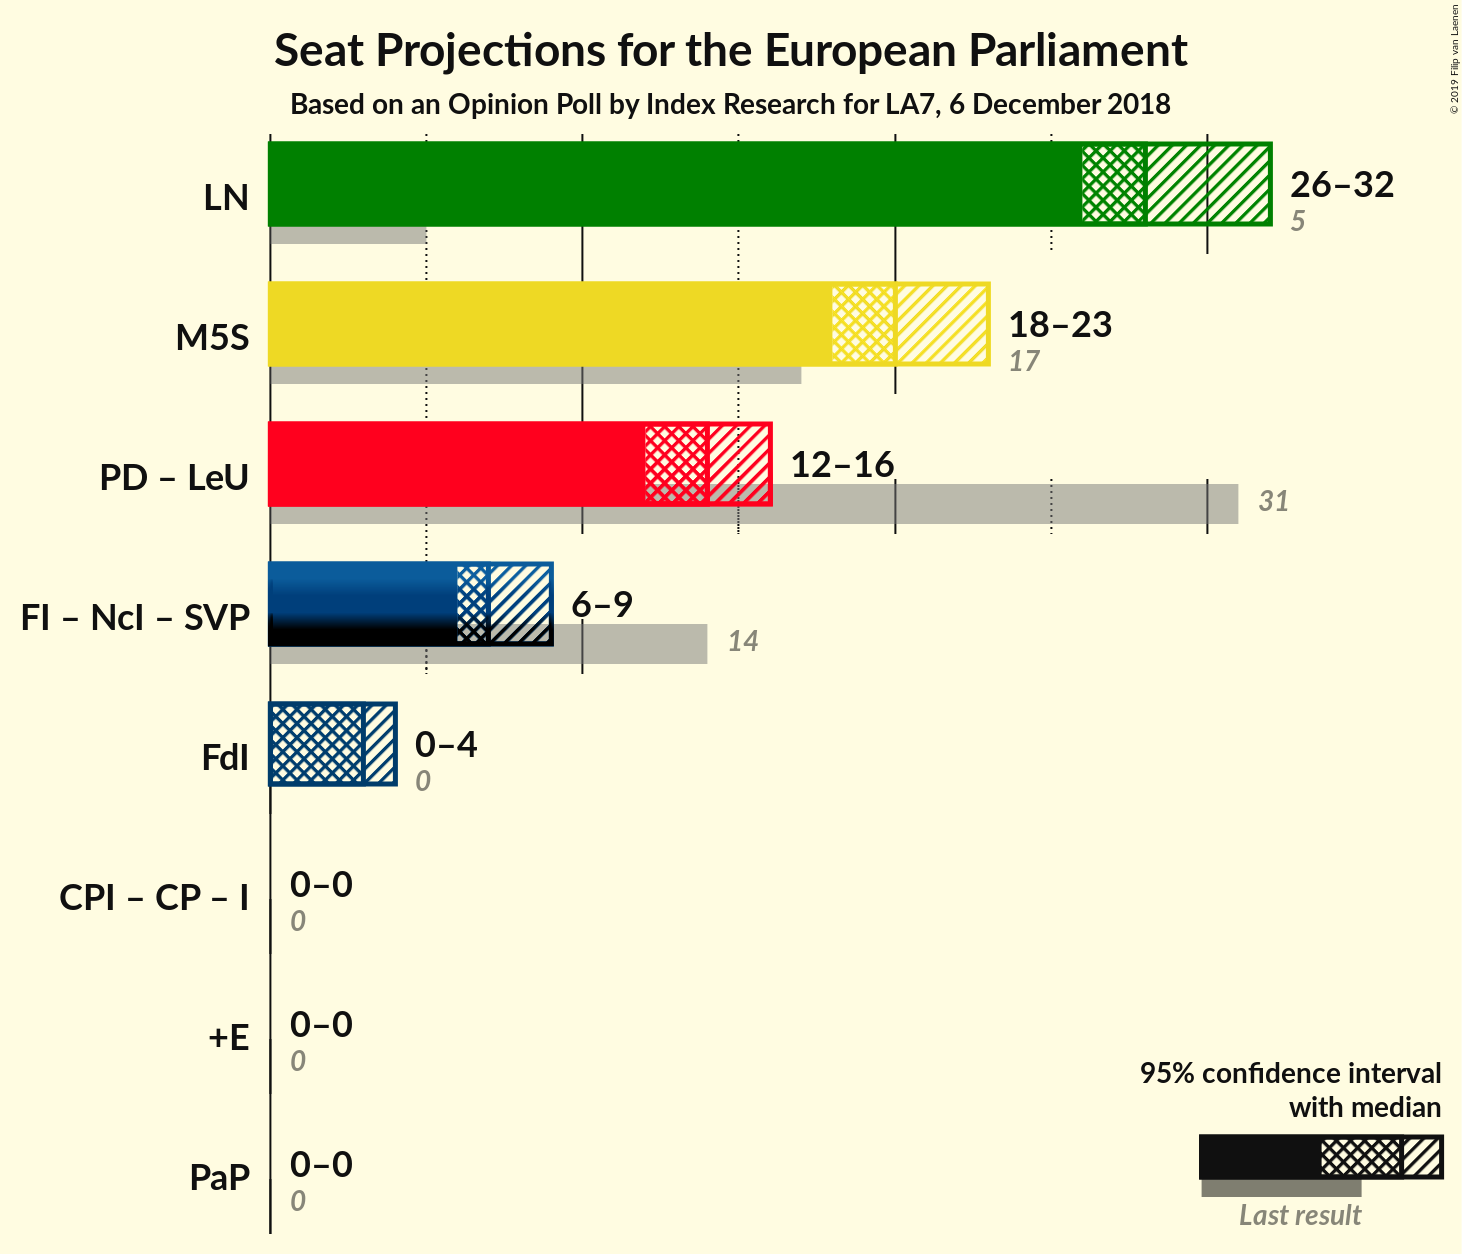 Seat Projections for the European Parliament
Based on an Opinion Poll by Index Research for LA7, 6 December 2018
© 2019 Filip van Laenen
LN
26–32
5
M5S
18–23
17
PD – LeU
12–16
31
FI – NcI – SVP
6–9
14
FdI
0–4
0
CPI – CP – I
0–0
0
+E
0–0
0
PaP
0–0
0
95% confidence interval
with median
Last result